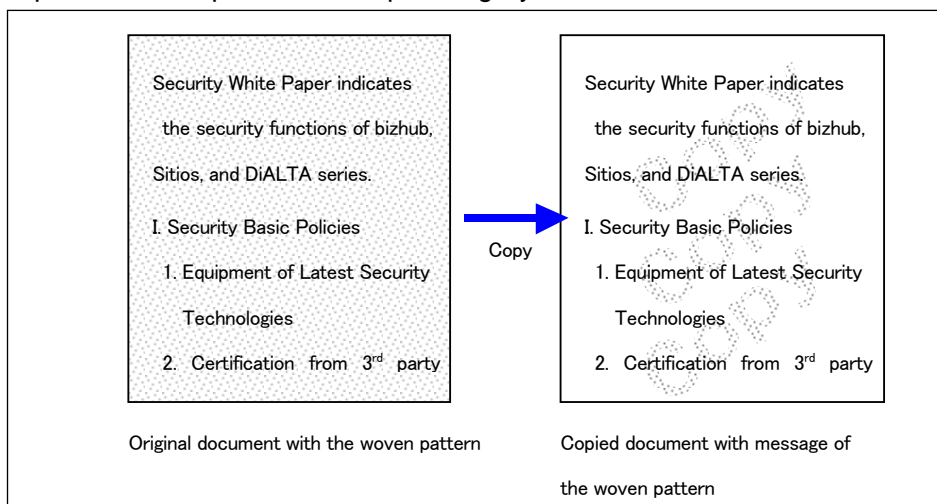 Security White Paper indicates
the security functions of bizhub,
Sitios, and DiALTA series.
I. Security Basic Policies
1. Equipment of Latest Security
Technologies
2. Certification from 3rd party
Original document with the woven pattern
Copy
Security White Paper indicates
the security functions of bizhub,
Sitios, and DiALTA series.
I. Security Basic Policies
1. Equipment of Latest Security
Technologies
2. Certification from 3rd party
Copy
Copy
Copy
Copied document with message of
the woven pattern